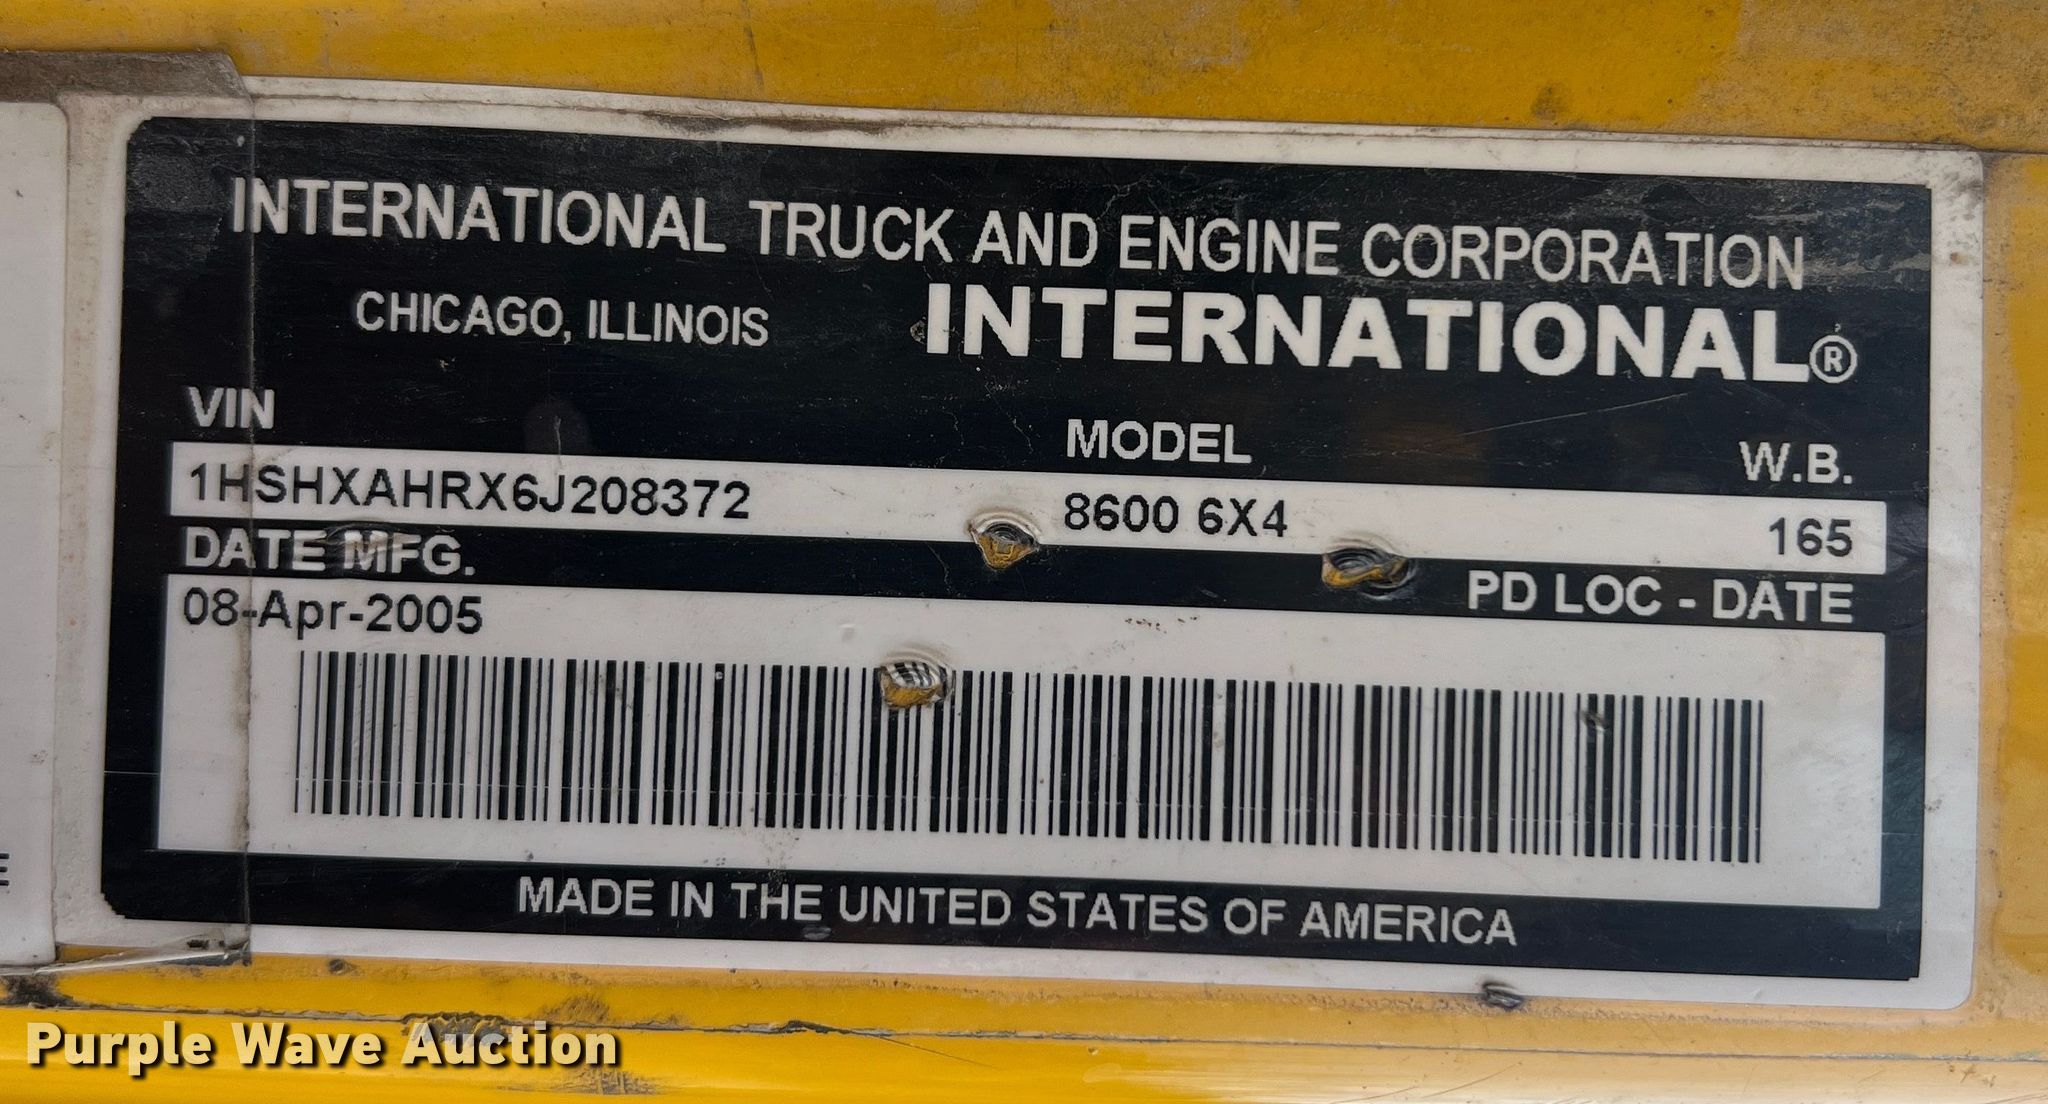 INTERNATIONAL TRUCK AND ENGINE CORPORATION
CHICAGO, ILLINOIS INTERNATIONAL®
VIN MODEL W.B.
1HSHXAHRX6J208372 8600 6X4 165
DATE MFG. PD LOC - DATE
08-Apr-2005
MADE IN THE UNITED STATES OF AMERICA
E
Purple Wave Auction